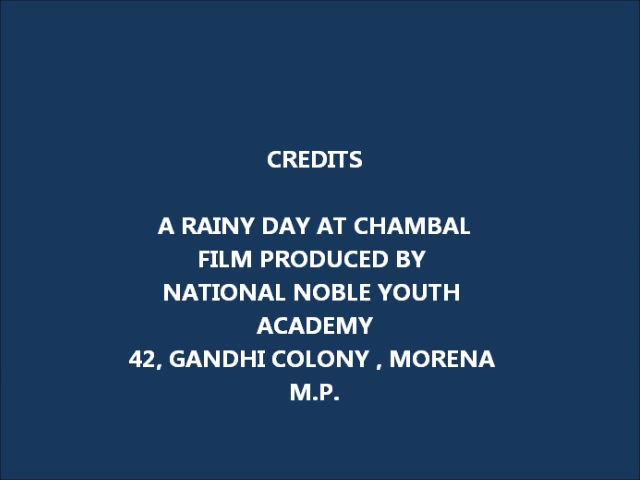 CREDITS
A RAINY DAY AT CHAMBAL
FILM PRODUCED BY
NATIONAL NOBLE YOUTH
ACADEMY
42, GANDHI COLONY , MORENA
M.P.